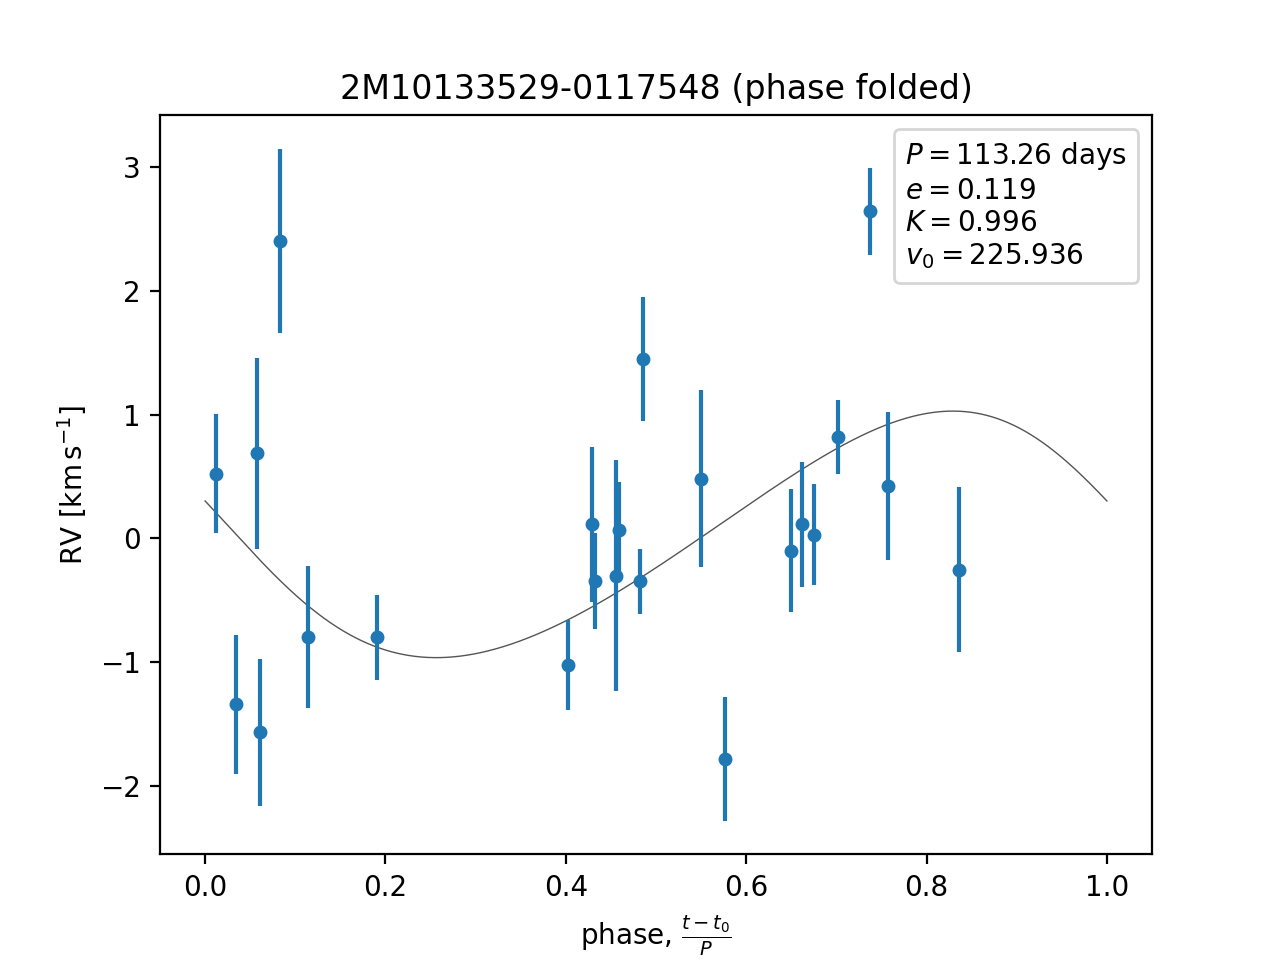 2M10133529-0117548 (phase folded)
P = 113.26 days
e = 0.119
K = 0.996
v₀ = 225.936
RV [km s⁻¹]
3
2
1
0
−1
−2
0.0 0.2 0.4 0.6 0.8 1.0
phase, (t − t₀)/P